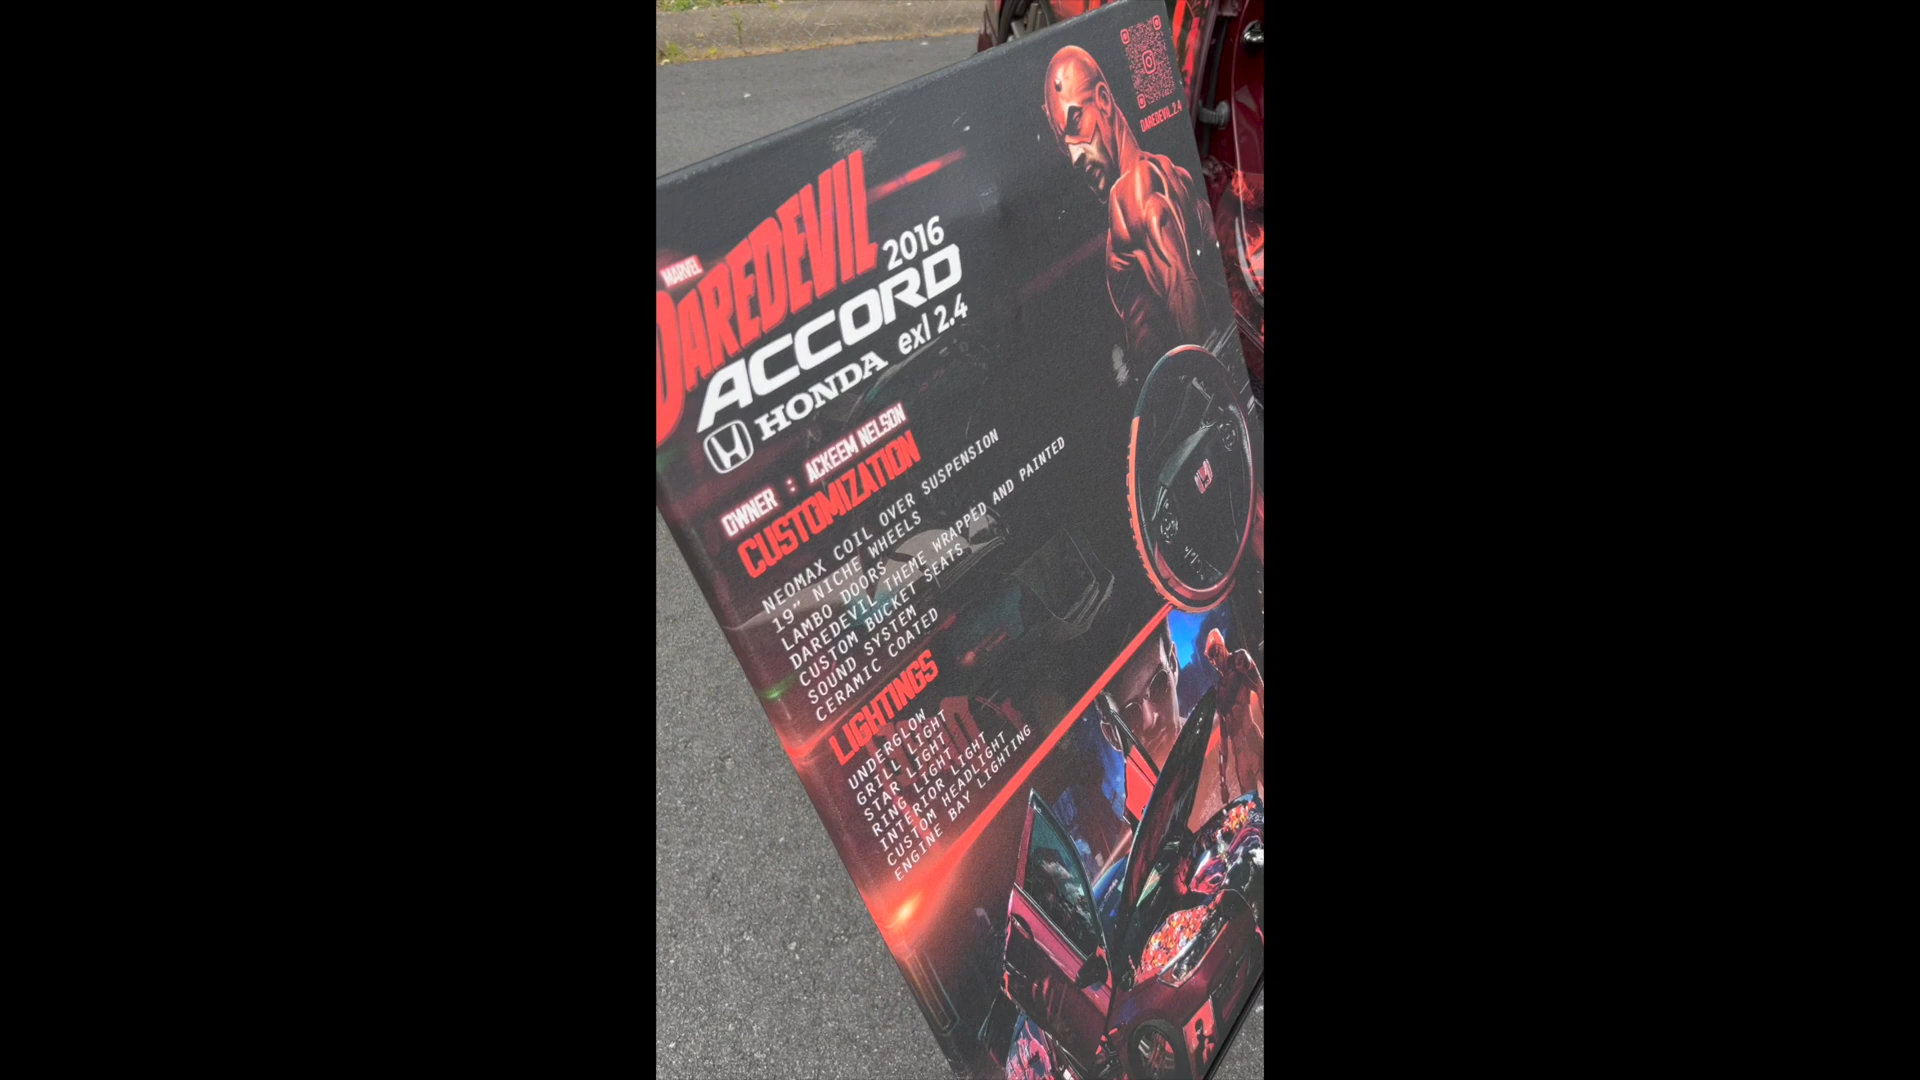 DAREDEVIL_2.4
MARVEL
DAREDEVIL
2016
ACCORD
HONDA exl 2.4
OWNER : ACKEEM NELSON
CUSTOMIZATION
NEOMAX COIL OVER SUSPENSION
19" NICHE WHEELS
LAMBO DOORS
DAREDEVIL THEME WRAPPED AND PAINTED
CUSTOM BUCKET SEATS
SOUND SYSTEM
CERAMIC COATED
LIGHTINGS
UNDERGLOW
GRILL LIGHT
STAR LIGHT
RING LIGHT
INTERIOR LIGHT
CUSTOM HEADLIGHT
ENGINE BAY LIGHTING